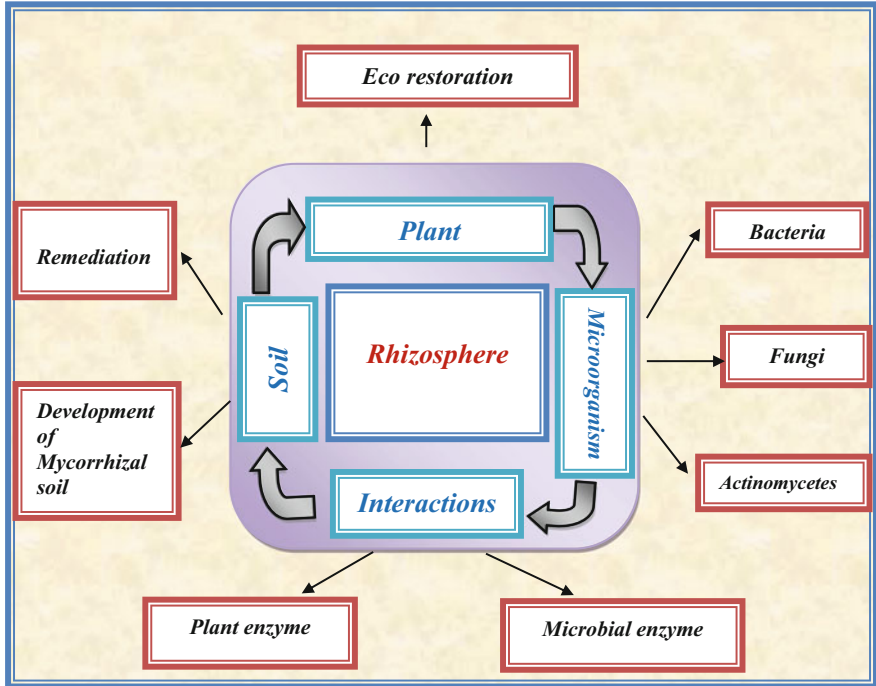 Eco restoration
Plant
Bacteria
Remediation
Soil
Rhizosphere
Microorganism
Fungi
Development
of
Mycorrhizal
soil
Actinomycetes
Interactions
Plant enzyme
Microbial enzyme